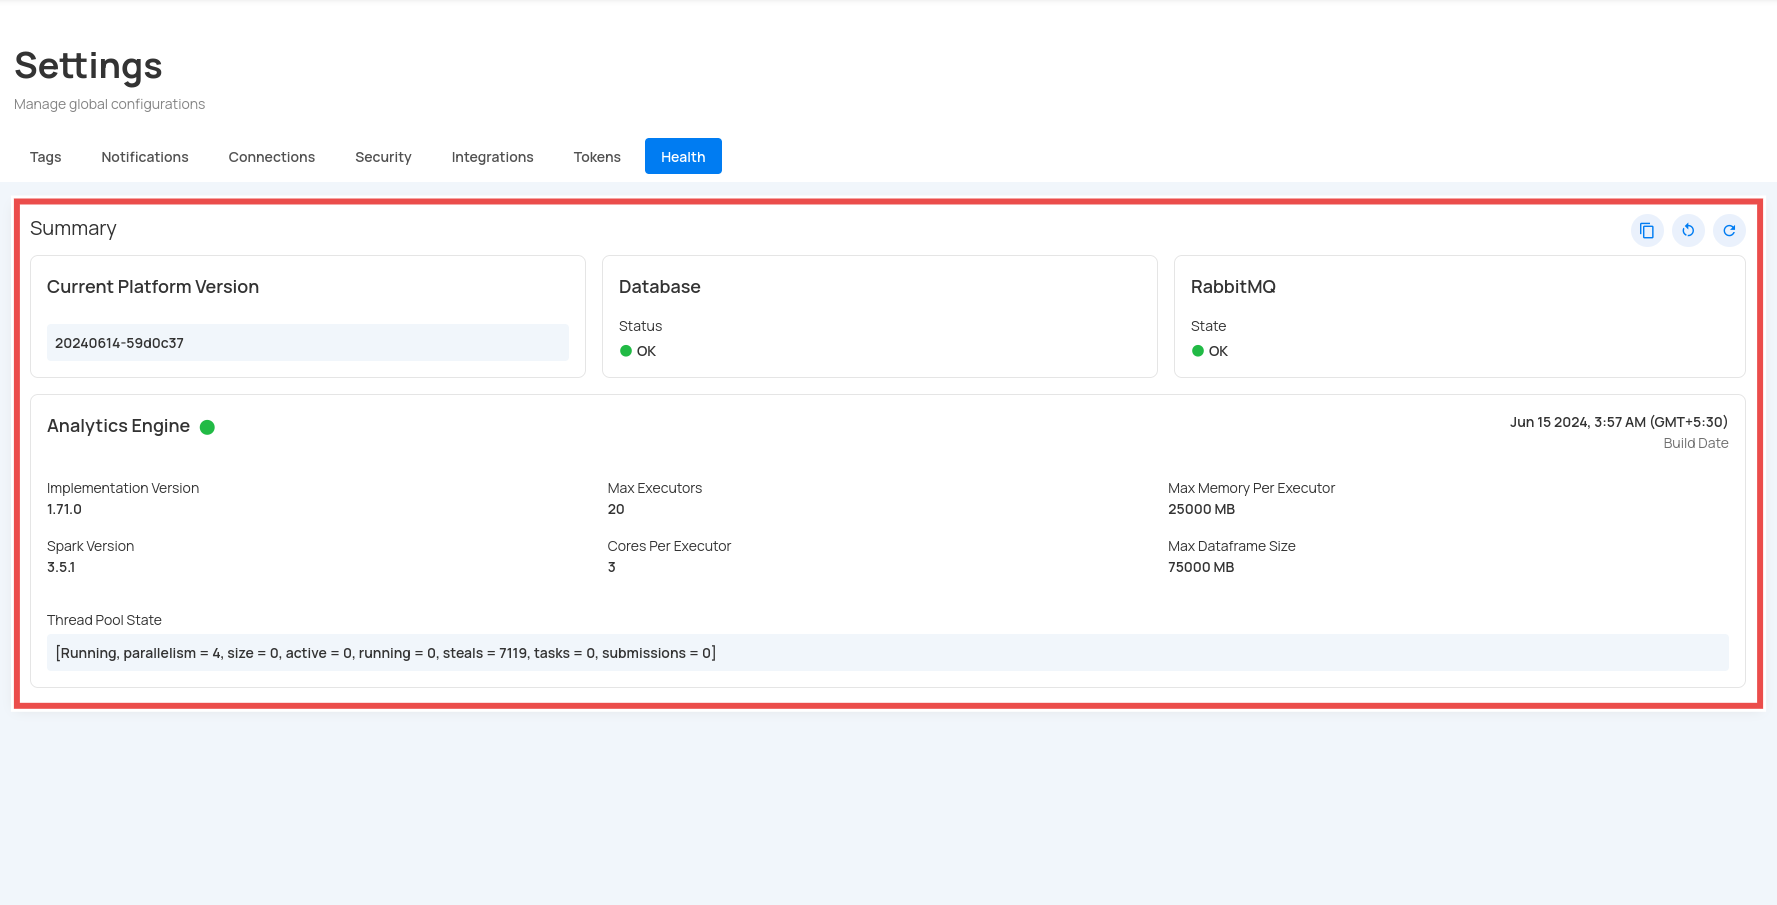 Settings
Manage global configurations
Tags Notifications Connections Security Integrations Tokens Health
Summary
Current Platform Version
20240614-59d0c37
Database
Status
OK
RabbitMQ
State
OK
Analytics Engine
Jun 15 2024, 3:57 AM (GMT+5:30)
Build Date
Implementation Version
1.71.0
Max Executors
20
Max Memory Per Executor
25000 MB
Spark Version
3.5.1
Cores Per Executor
3
Max Dataframe Size
75000 MB
Thread Pool State
[Running, parallelism = 4, size = 0, active = 0, running = 0, steals = 7119, tasks = 0, submissions = 0]